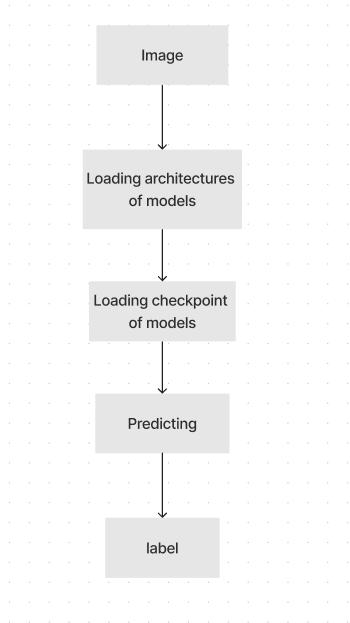 Image
Loading architectures
of models
Loading checkpoint
of models
Predicting
label